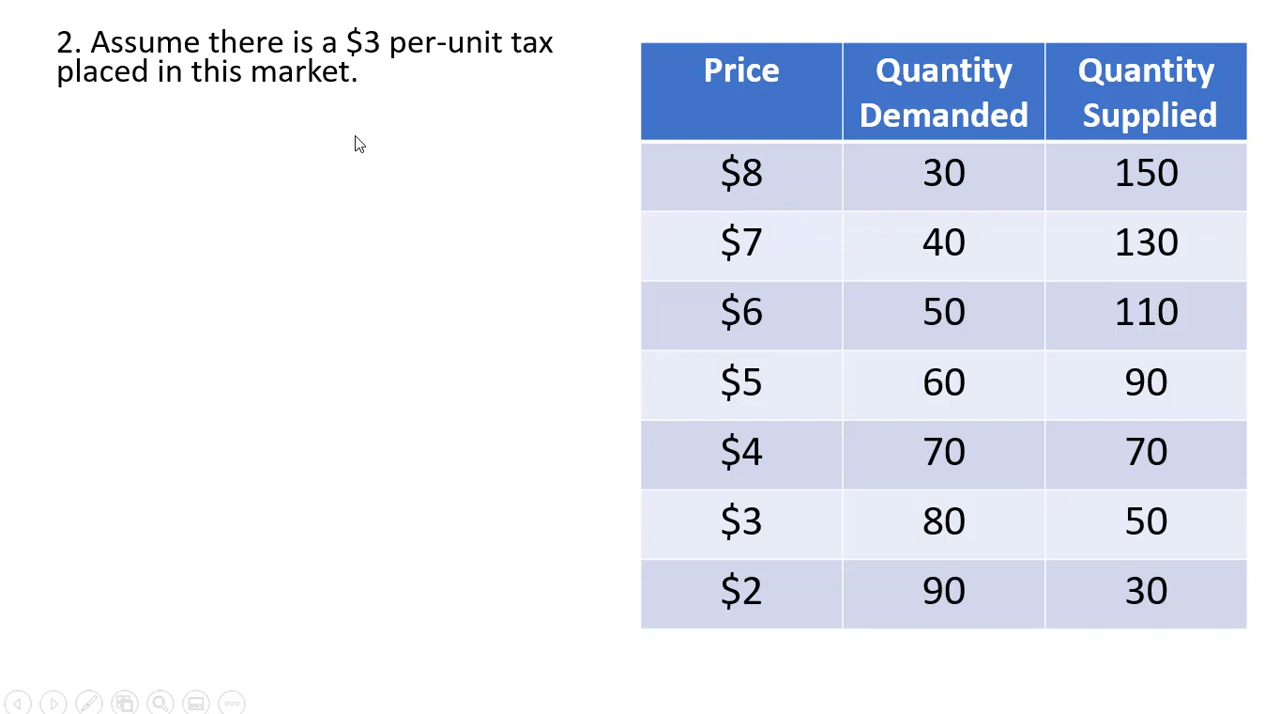 2. Assume there is a $3 per-unit tax
placed in this market.
Price Quantity Demanded Quantity Supplied
$8 30 150
$7 40 130
$6 50 110
$5 60 90
$4 70 70
$3 80 50
$2 90 30